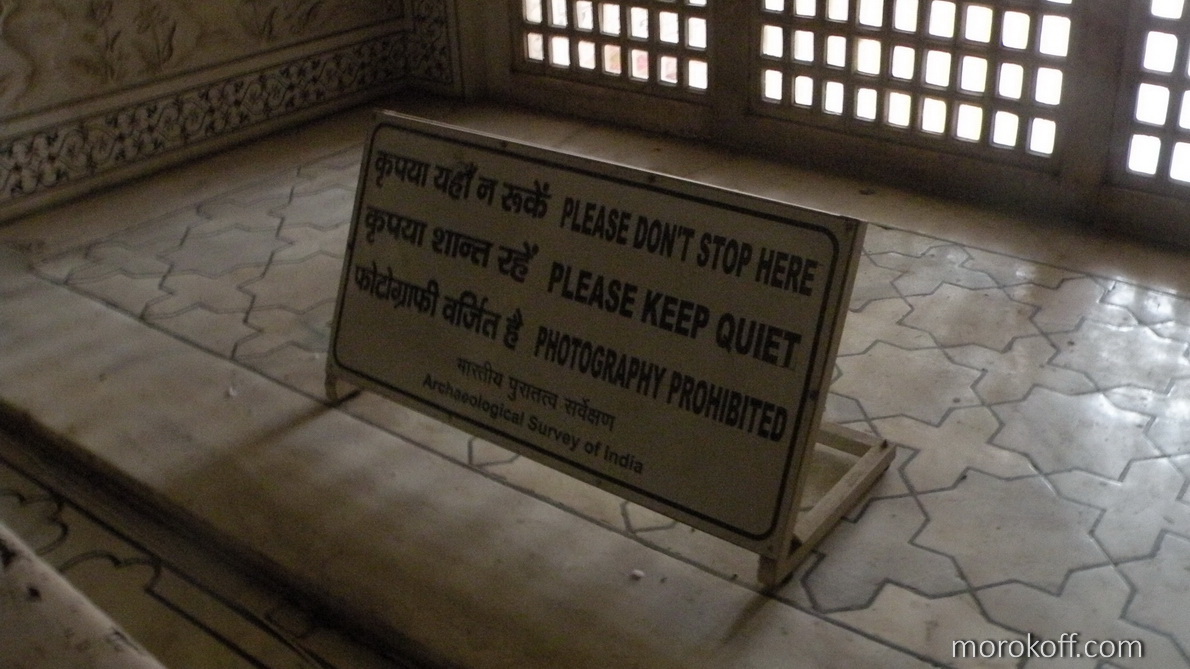 कृपया यहाँ न रूकें PLEASE DON'T STOP HERE
कृपया शान्त रहें PLEASE KEEP QUIET
फोटोग्राफी वर्जित है PHOTOGRAPHY PROHIBITED
भारतीय पुरातत्व सर्वेक्षण
Archaeological Survey of India
morokoff.com